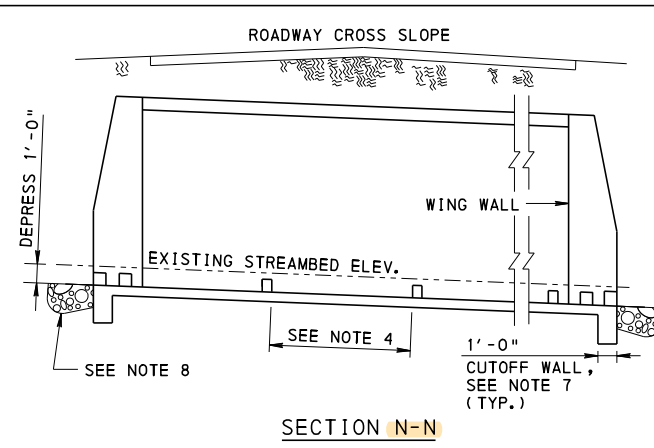 ROADWAY CROSS SLOPE
DEPRESS 1'-0"
WING WALL
EXISTING STREAMBED ELEV.
SEE NOTE 4
SEE NOTE 8
1'-0"
CUTOFF WALL,
SEE NOTE 7
(TYP.)
SECTION N-N